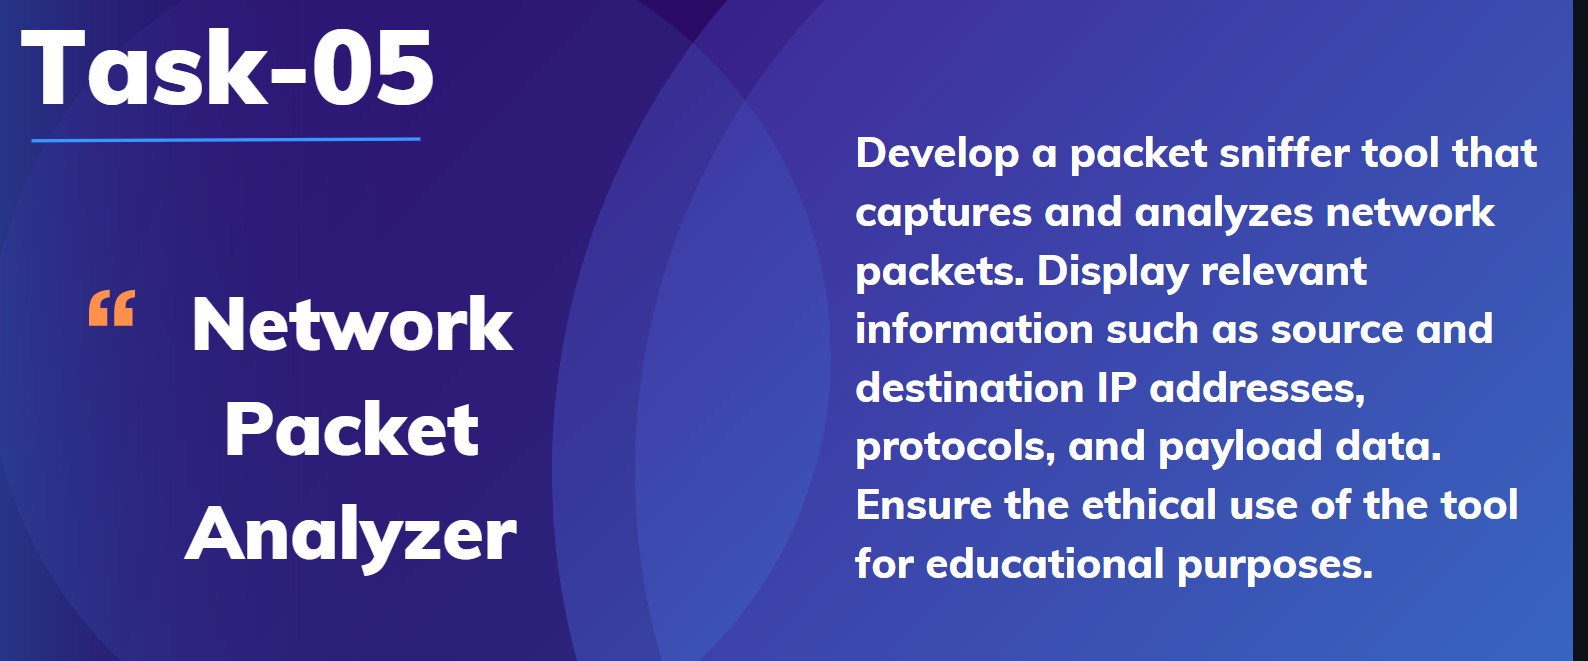 Task-05
“ Network
Packet
Analyzer
Develop a packet sniffer tool that
captures and analyzes network
packets. Display relevant
information such as source and
destination IP addresses,
protocols, and payload data.
Ensure the ethical use of the tool
for educational purposes.